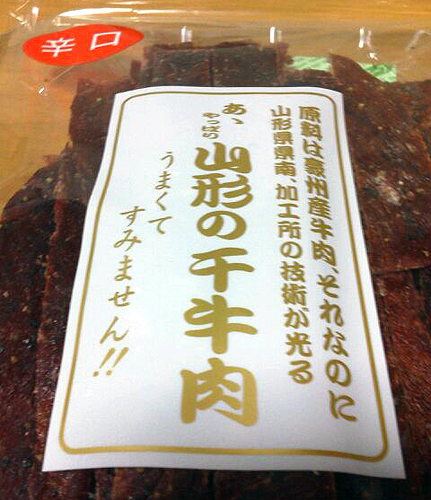 辛口
原料は豪州産牛肉、それなのに
山形県県南 加工所の技術が光る
あゝ
やっぱの
山形の干牛肉
うまくて
すみません!!